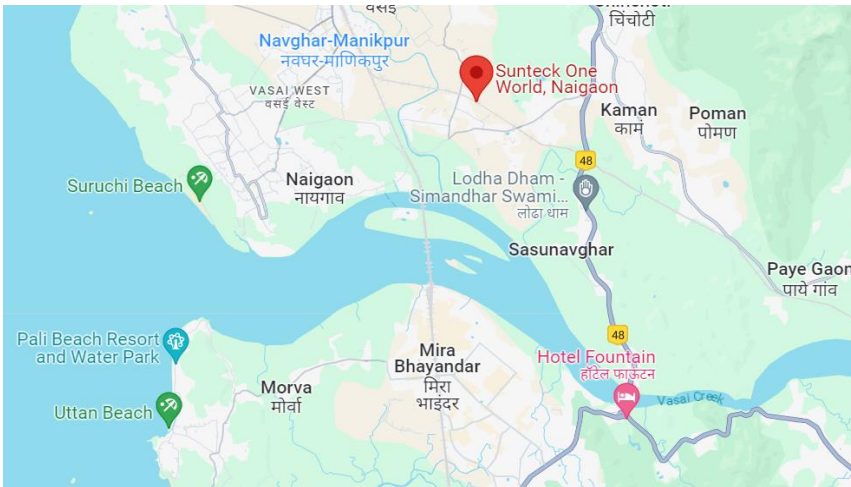 वसई
चिंचोटी
Navghar-Manikpur
नवघर-माणिकपुर
VASAI WEST
वसई वेस्ट
Sunteck One
World, Naigaon
Kaman
कामं
Poman
पोमण
48
Suruchi Beach
Naigaon
नायगाव
Lodha Dham -
Simandhar Swami...
लोढा धाम
Sasunavghar
Paye Gaon
पाये गांव
48
Pali Beach Resort
and Water Park
Mira
Bhayandar
मिरा
भाइंदर
Hotel Fountain
हॉटेल फाऊंटन
Morva
मोर्वा
Uttan Beach
Vasai Creek